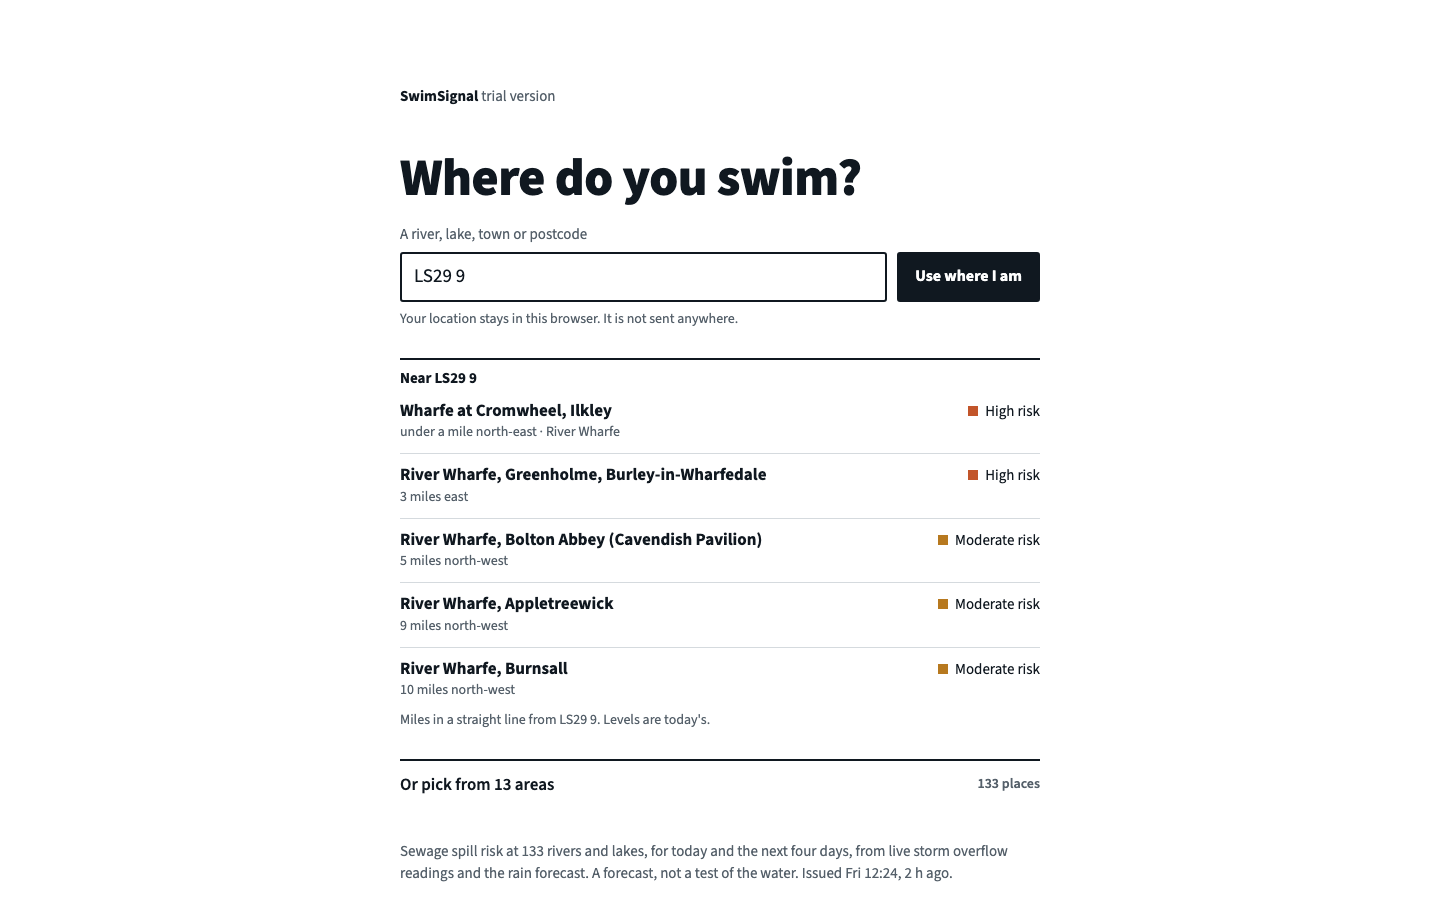 SwimSignal trial version
Where do you swim?
A river, lake, town or postcode
LS29 9
Use where I am
Your location stays in this browser. It is not sent anywhere.
Near LS29 9
Wharfe at Cromwheel, Ilkley
High risk
under a mile north-east · River Wharfe
River Wharfe, Greenholme, Burley-in-Wharfedale
High risk
3 miles east
River Wharfe, Bolton Abbey (Cavendish Pavilion)
Moderate risk
5 miles north-west
River Wharfe, Appletreewick
Moderate risk
9 miles north-west
River Wharfe, Burnsall
Moderate risk
10 miles north-west
Miles in a straight line from LS29 9. Levels are today's.
Or pick from 13 areas
133 places
Sewage spill risk at 133 rivers and lakes, for today and the next four days, from live storm overflow
readings and the rain forecast. A forecast, not a test of the water. Issued Fri 12:24, 2 h ago.